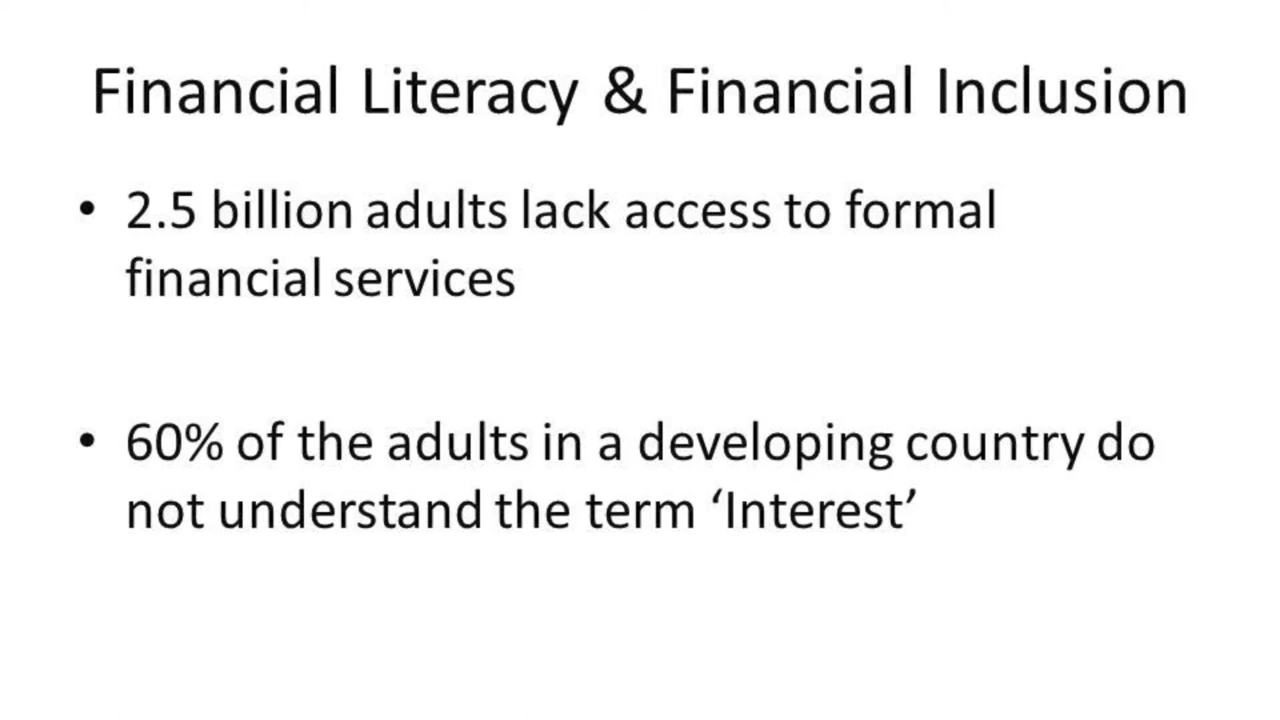 Financial Literacy & Financial Inclusion
• 2.5 billion adults lack access to formal
financial services
• 60% of the adults in a developing country do
not understand the term ‘Interest’